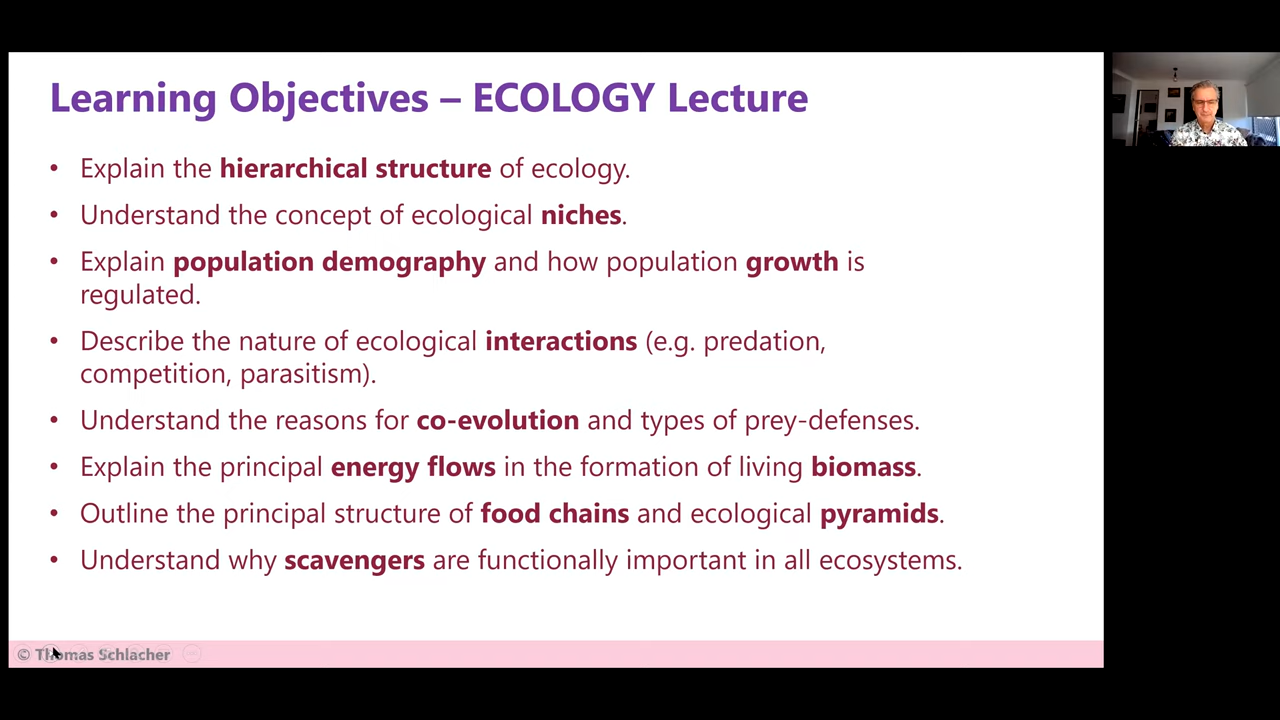 Learning Objectives – ECOLOGY Lecture
• Explain the hierarchical structure of ecology.
• Understand the concept of ecological niches.
• Explain population demography and how population growth is
regulated.
• Describe the nature of ecological interactions (e.g. predation,
competition, parasitism).
• Understand the reasons for co-evolution and types of prey-defenses.
• Explain the principal energy flows in the formation of living biomass.
• Outline the principal structure of food chains and ecological pyramids.
• Understand why scavengers are functionally important in all ecosystems.
© Thomas Schlacher